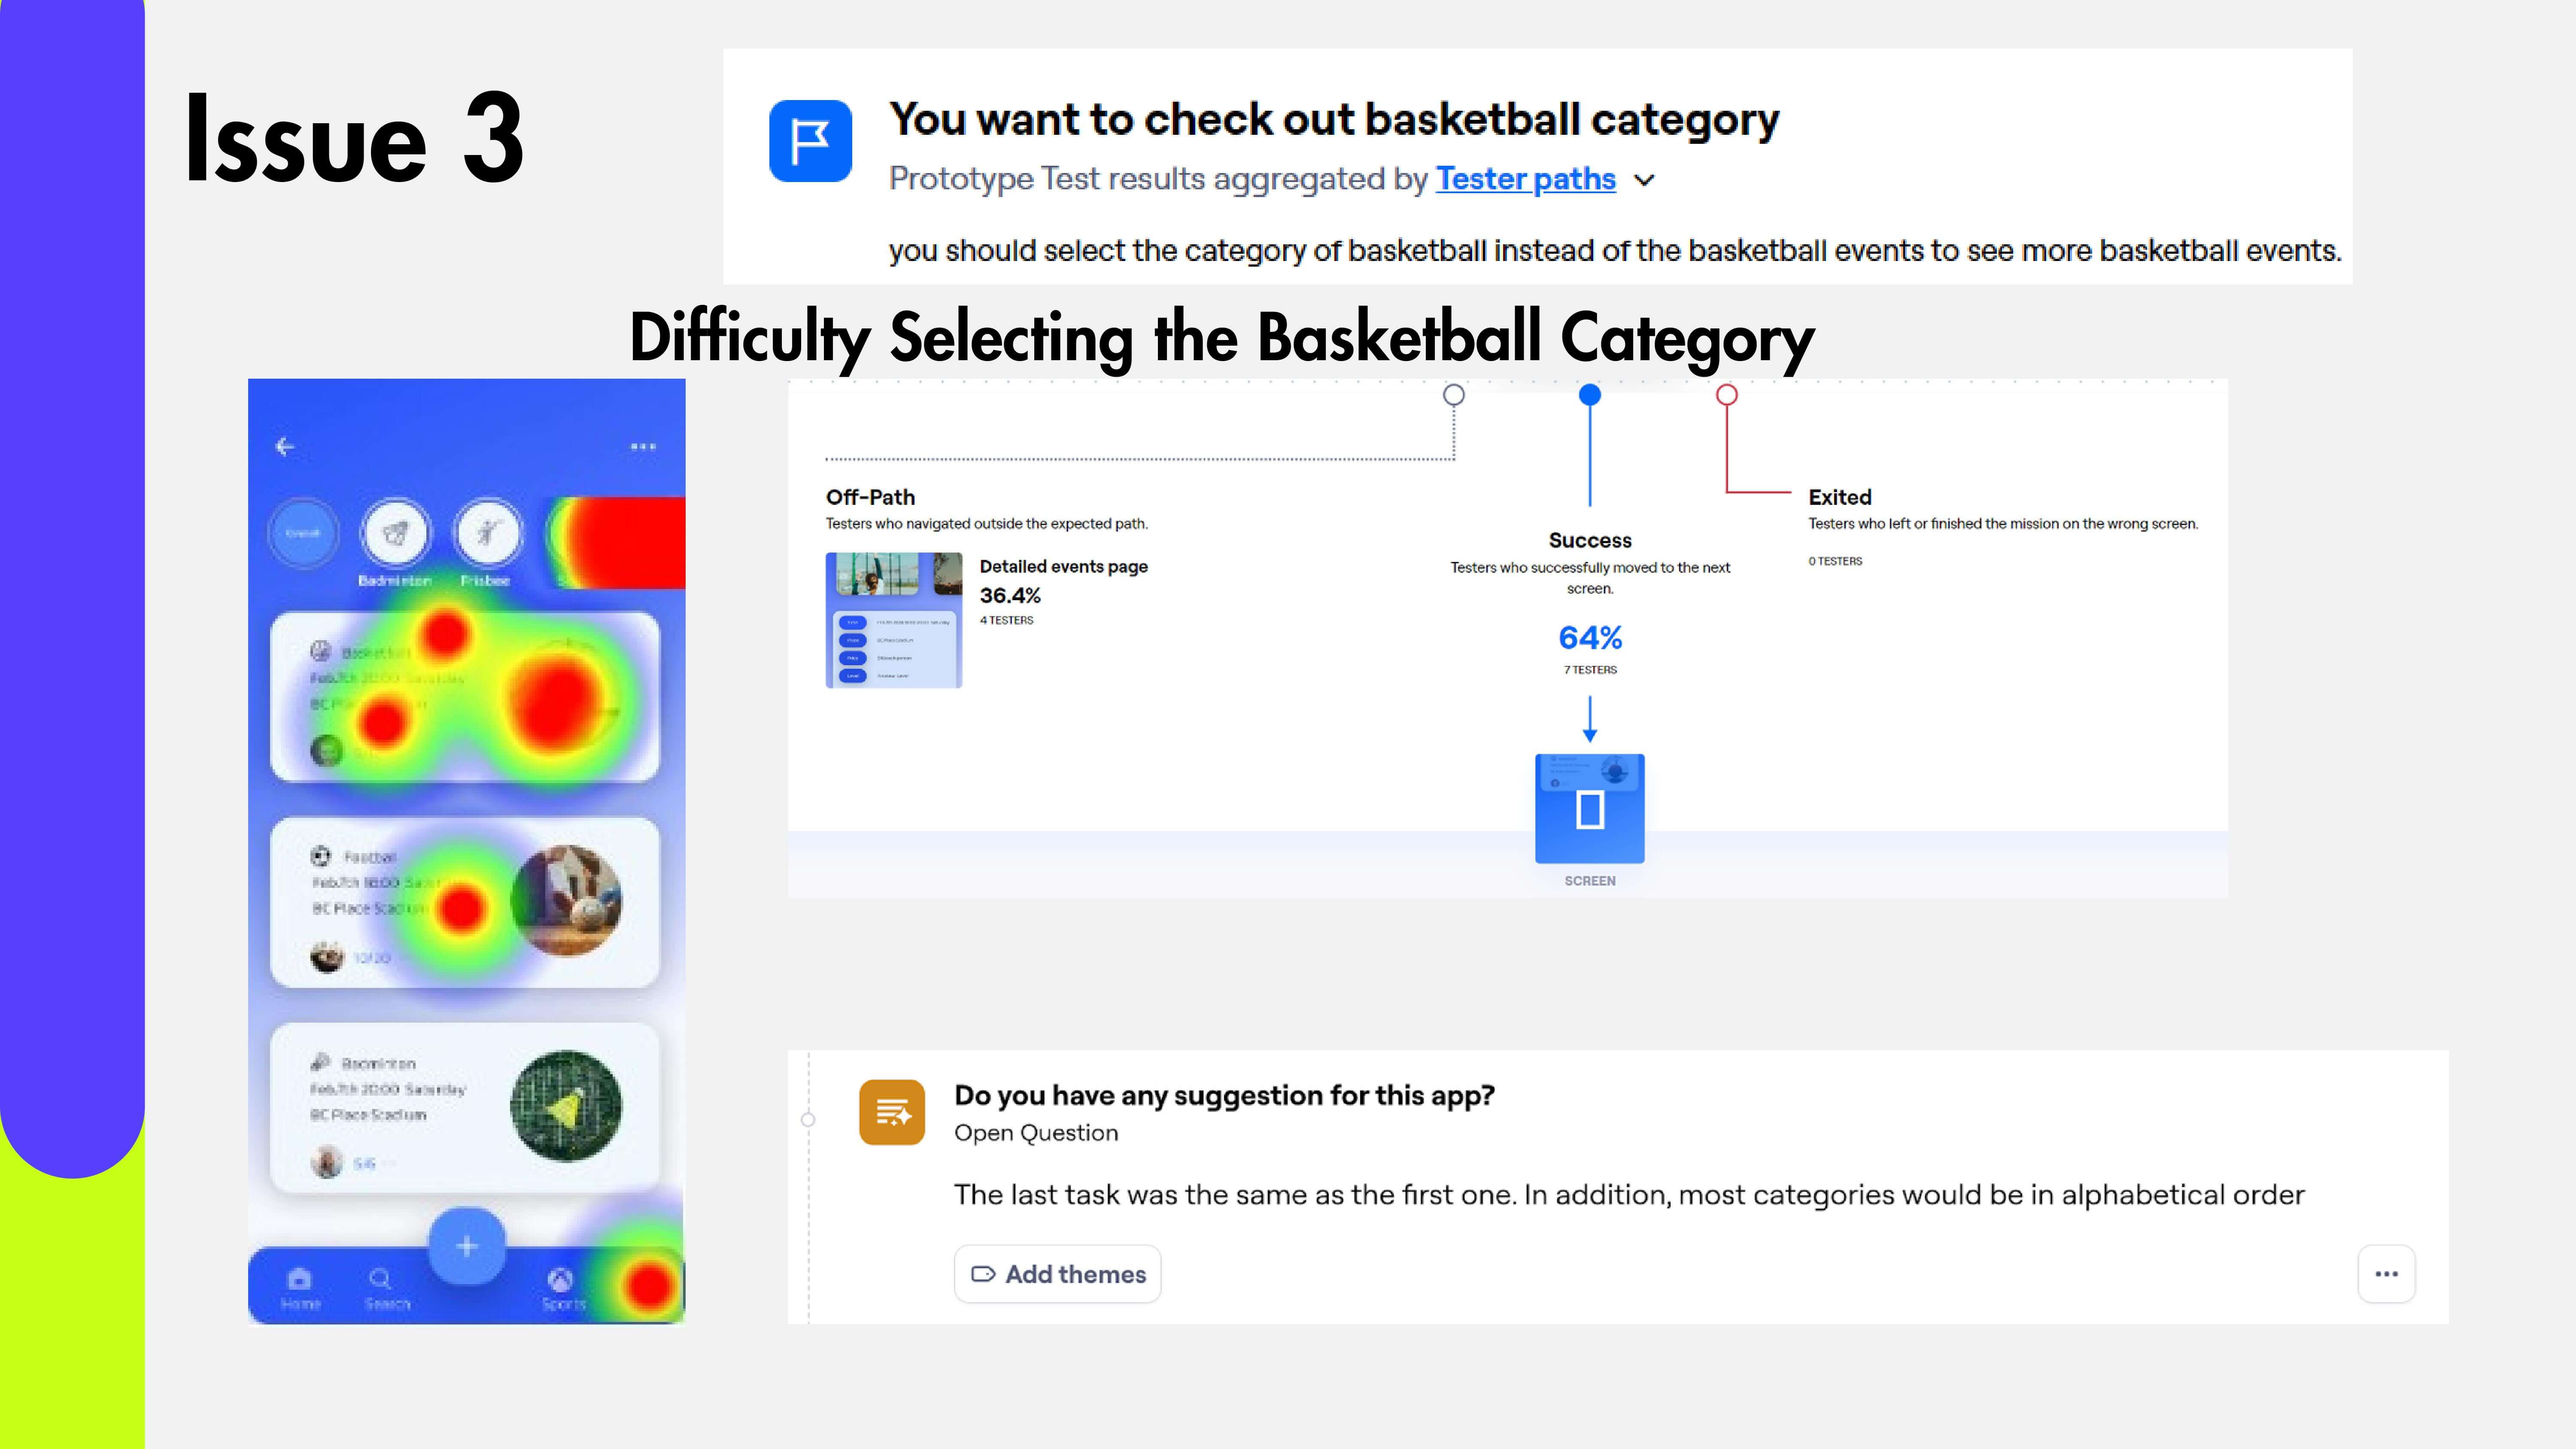 Issue 3
You want to check out basketball category
Prototype Test results aggregated by Tester paths
you should select the category of basketball instead of the basketball events to see more basketball events.
Difficulty Selecting the Basketball Category
Overall
Badminton
Frisbee
Basketball
Feb.7th 20:00 Saturday
Football
Feb.7th 18:00
BC Place
10/20
Badminton
Feb.7th 20:00 Saturday
BC Place Stadium
5/6
Home
Search
Sports
Off-Path
Testers who navigated outside the expected path.
Detailed events page
36.4%
4 TESTERS
Success
Testers who successfully moved to the next
screen.
64%
7 TESTERS
Exited
Testers who left or finished the mission on the wrong screen.
0 TESTERS
SCREEN
Do you have any suggestion for this app?
Open Question
The last task was the same as the first one. In addition, most categories would be in alphabetical order
Add themes